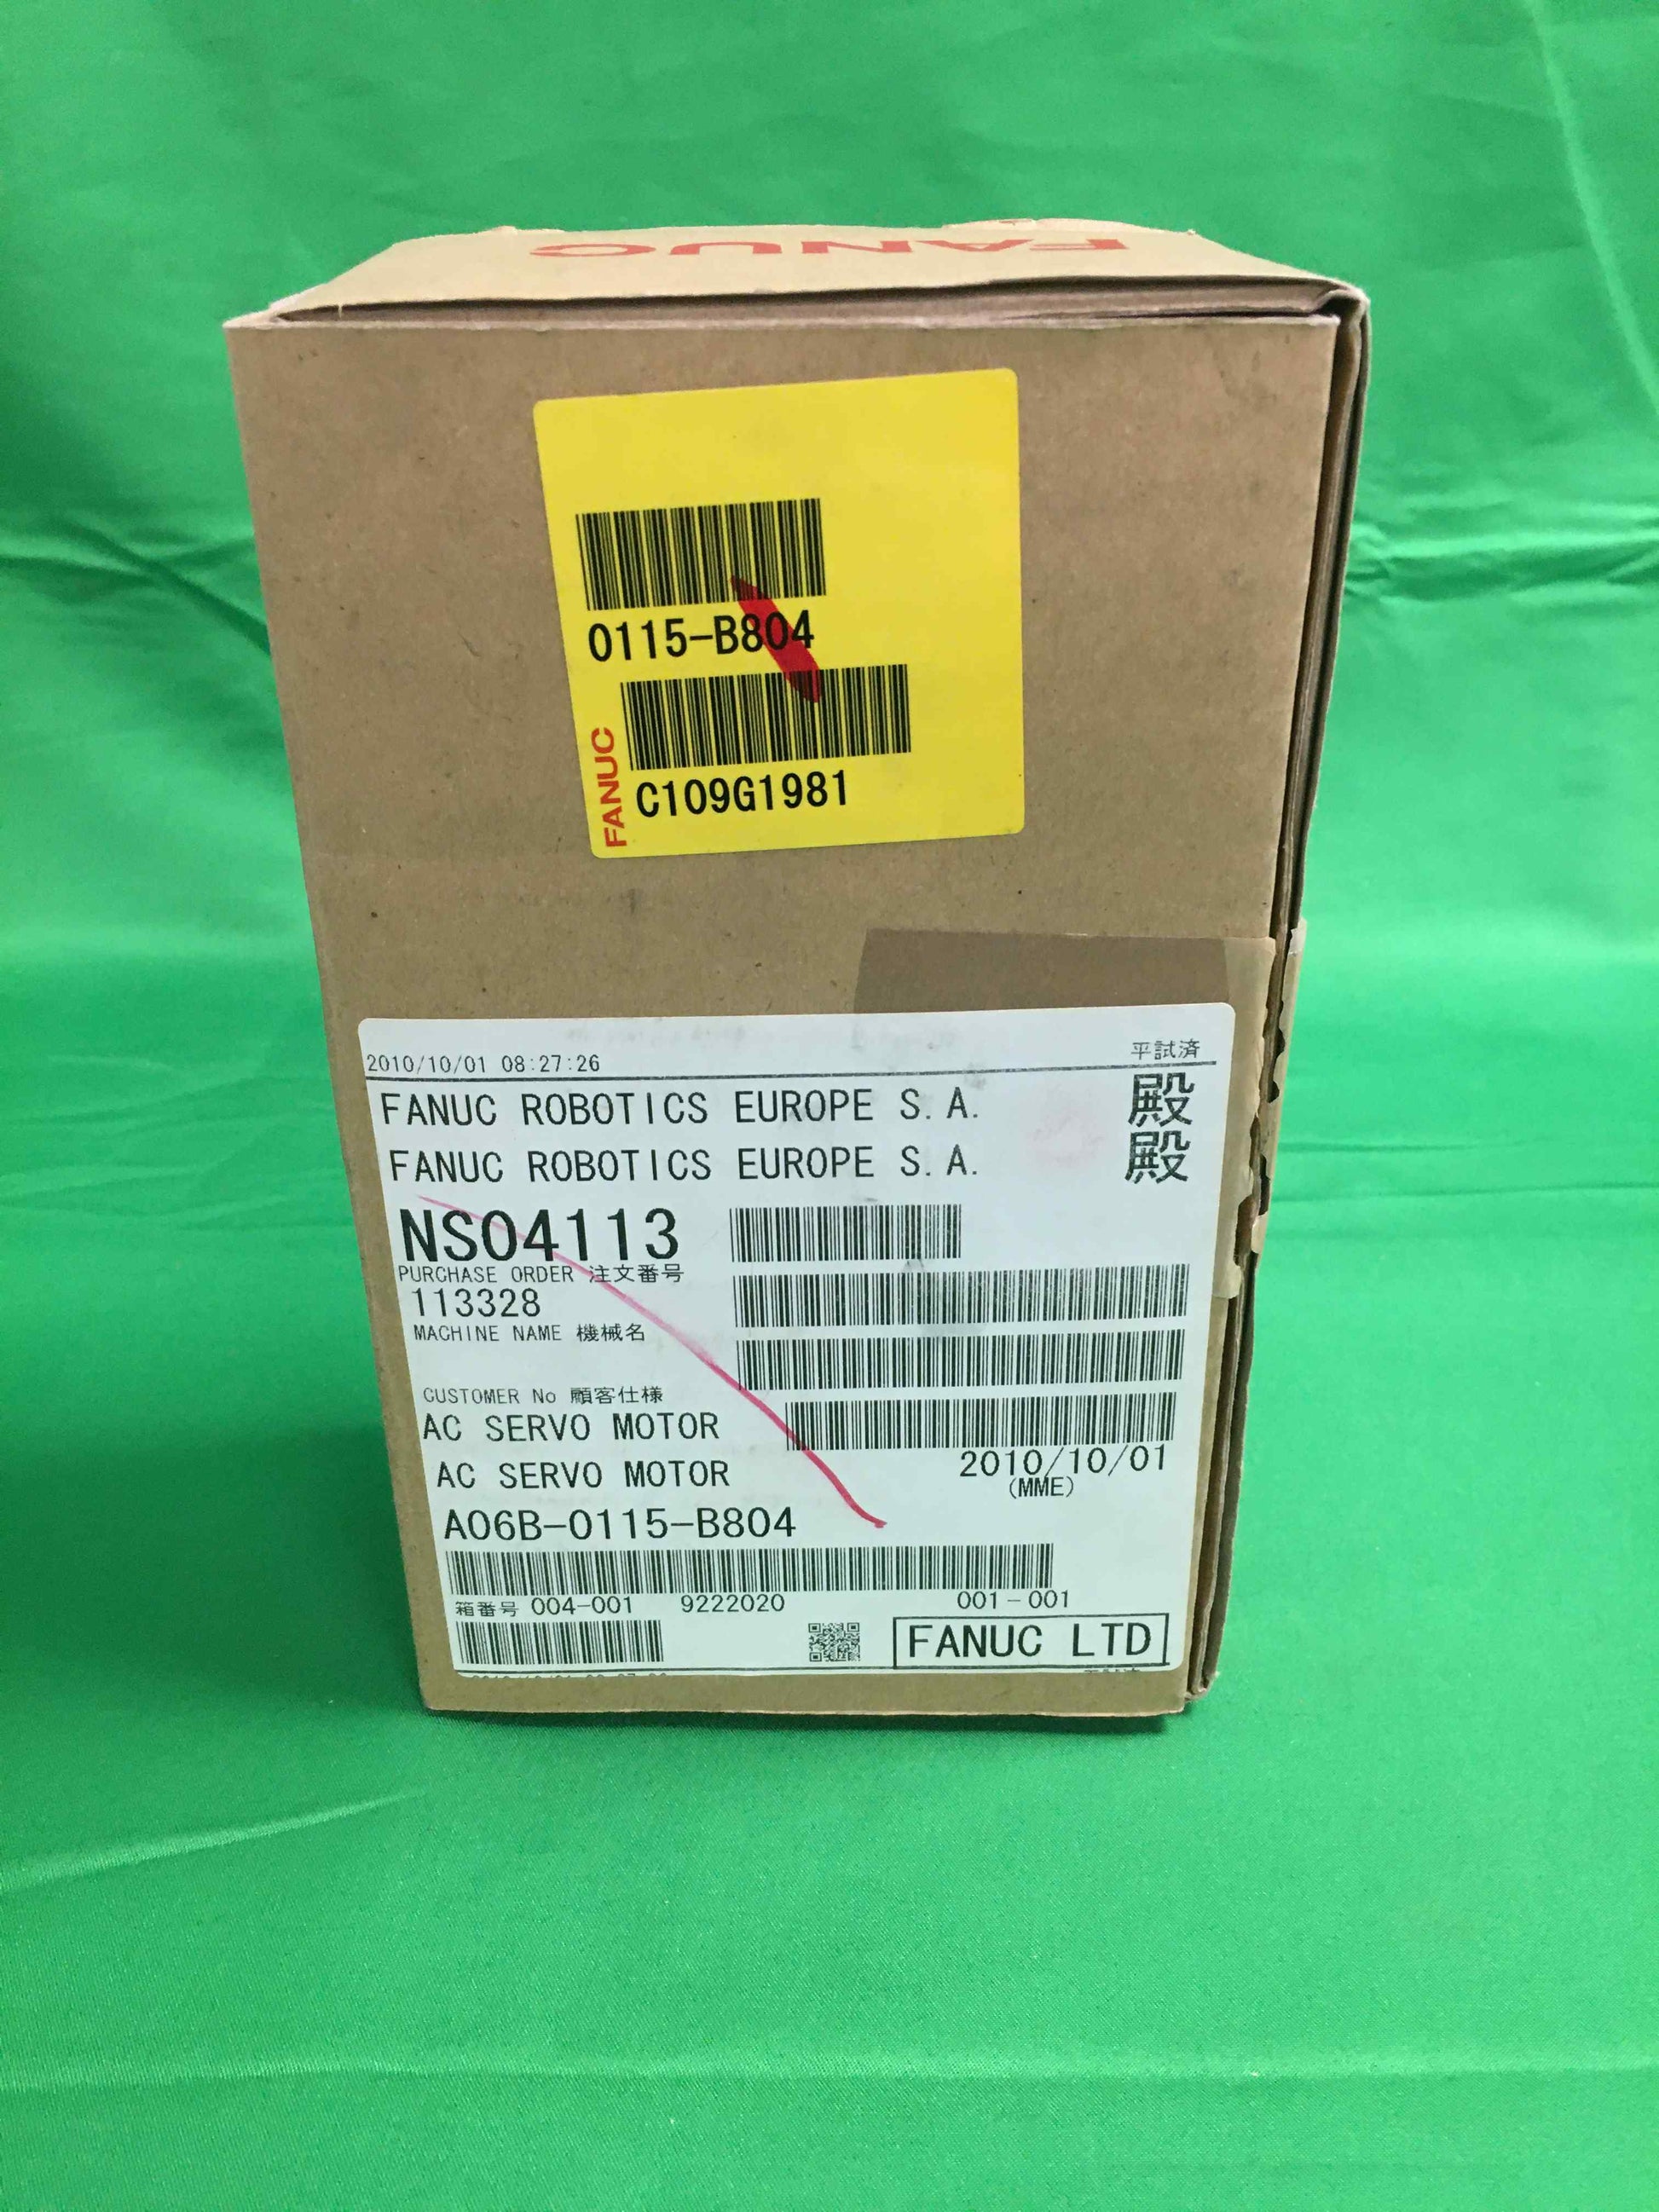 FANUC
0115-B804
FANUC
C109G1981
2010/10/01 08:27:26 平試済
FANUC ROBOTICS EUROPE S.A. 殿
FANUC ROBOTICS EUROPE S.A. 殿
NS04113
PURCHASE ORDER 注文番号
113328
MACHINE NAME 機械名
CUSTOMER No 顧客仕様
AC SERVO MOTOR
2010/10/01
AC SERVO MOTOR
(MME)
A06B-0115-B804
箱番号 004-001 9222020 001-001
FANUC LTD